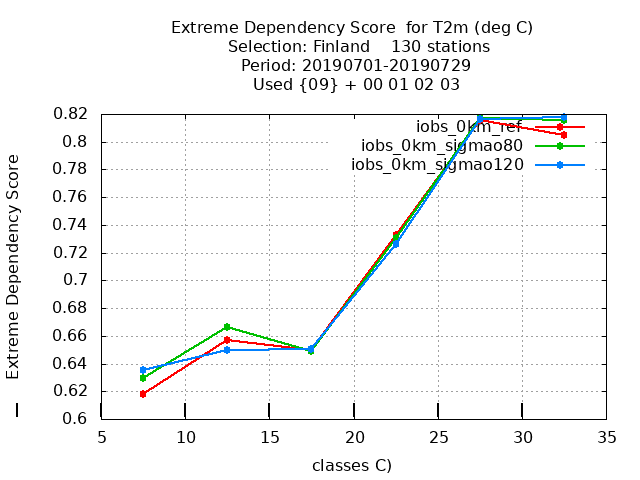 Extreme Dependency Score  for T2m (deg C)
Selection: Finland    130 stations
Period: 20190701-20190729
Used {09} + 00 01 02 03
Extreme Dependency Score
0.82
0.8
0.78
0.76
0.74
0.72
0.7
0.68
0.66
0.64
0.62
0.6
iobs_0km_ref
iobs_0km_sigmao80
iobs_0km_sigmao120
5 10 15 20 25 30 35
classes C)